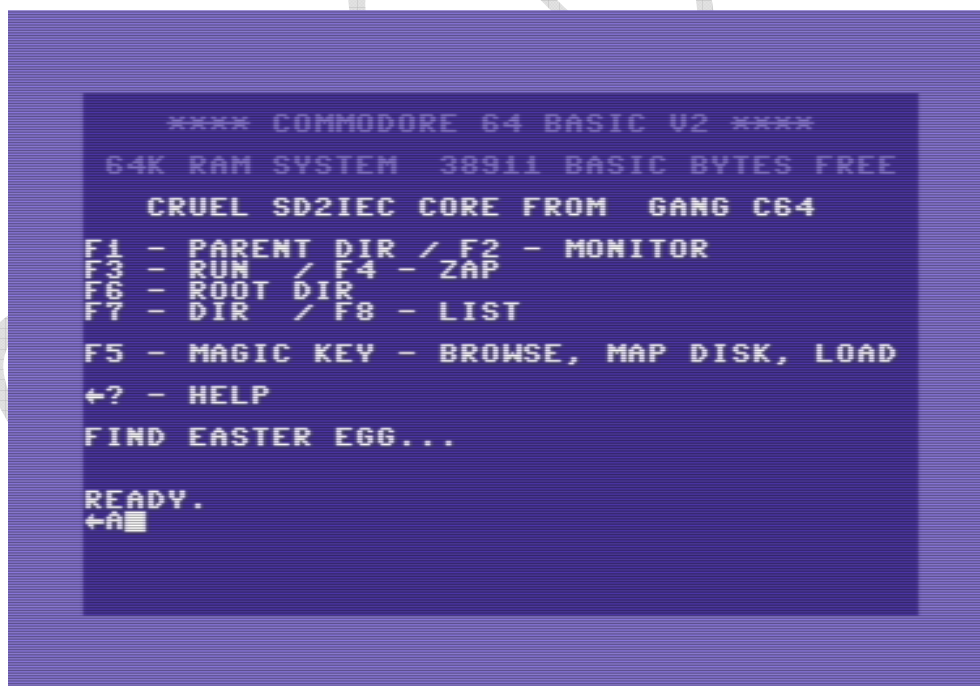 **** COMMODORE 64 BASIC V2 ****
64K RAM SYSTEM 38911 BASIC BYTES FREE
CRUEL SD2IEC CORE FROM GANG C64
F1 - PARENT DIR / F2 - MONITOR
F3 - RUN / F4 - ZAP
F6 - ROOT DIR
F7 - DIR / F8 - LIST
F5 - MAGIC KEY - BROWSE, MAP DISK, LOAD
←? - HELP
FIND EASTER EGG...
READY.
←A